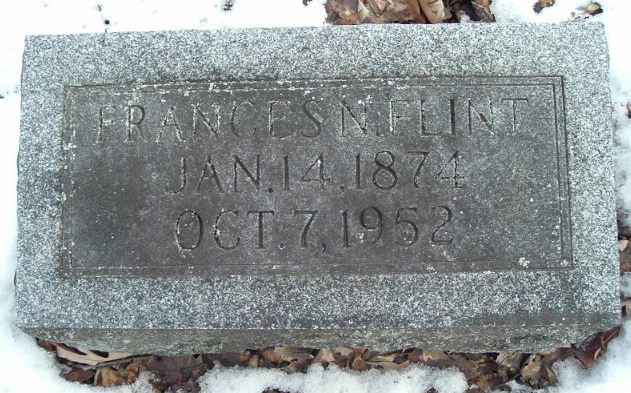 FRANCES N. FLINT
JAN. 14, 1874
OCT. 7, 1952